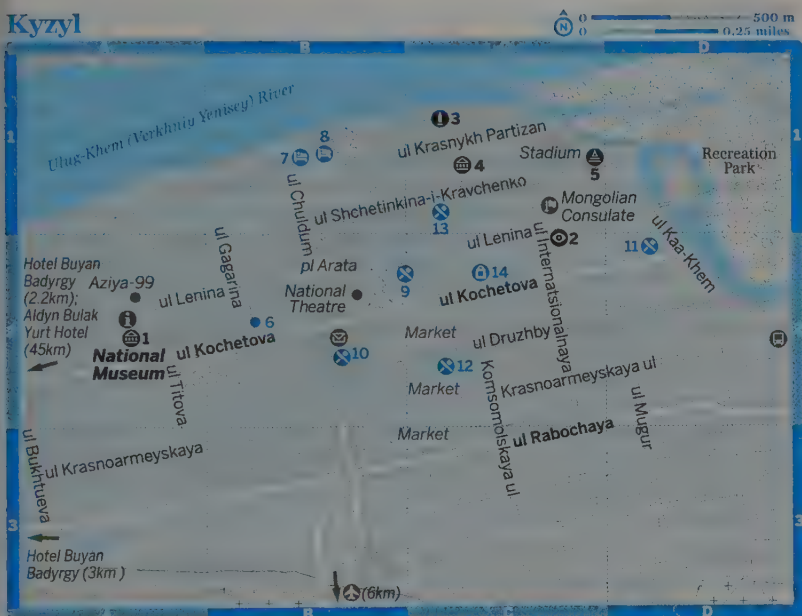 Kyzyl
0 500 m
0 0.25 miles
N
B
D
1
1
Ulug-Khem (Verkhniy Yenisey) River
3
ul Krasnykh Partizan
8
7
4
Stadium
5
Recreation
Park
ul Chuldum
ul Shchetinkina-i-Kravchenko
13
Mongolian
Consulate
ul Gagarina
ul Lenina
2
ul Internatsionalnaya
11
ul Kaa-Khem
Hotel Buyan
Badyrgy
(2.2km);
Aldyn Bulak
Yurt Hotel
(45km)
Aziya-99
pl Arata
9
14
ul Lenina
National
Theatre
ul Kochetova
6
1
National
Museum
ul Kochetova
10
Market
ul Druzhby
12
Market
Krasnoarmeyskaya ul
ul Titova
Komsomolskaya ul
ul Mugur
Market
ul Rabochaya
ul Bukhtueva
ul Krasnoarmeyskaya
3
3
Hotel Buyan
Badyrgy (3km)
(6km)
B
D